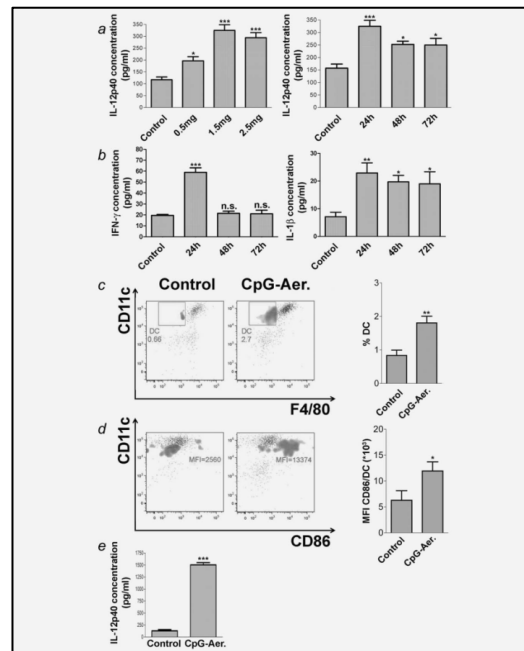 a
IL-12p40 concentration
(pg/ml)
350
300
250
200
150
100
50
0
*
***
***
Control
0.5mg
1.5mg
2.5mg
IL-12p40 concentration
(pg/ml)
400
350
300
250
200
150
100
50
0
***
*
*
Control
24h
48h
72h
b
IFN-γ concentration
(pg/ml)
80
70
60
50
40
30
20
10
0
***
n.s.
n.s.
Control
24h
48h
72h
IL-1β concentration
(pg/ml)
30
20
10
0
**
*
*
Control
24h
48h
72h
c
Control
CpG-Aer.
CD11c
DC
0.66
DC
2.7
F4/80
% DC
3
2
1
0
**
Control
CpG-Aer.
d
CD11c
MFI=2560
MFI=13374
CD86
MFI CD86/DC (*10³)
20
15
10
5
0
*
Control
CpG-Aer.
e
IL-12p40 concentration
(pg/ml)
***
Control
CpG-Aer.